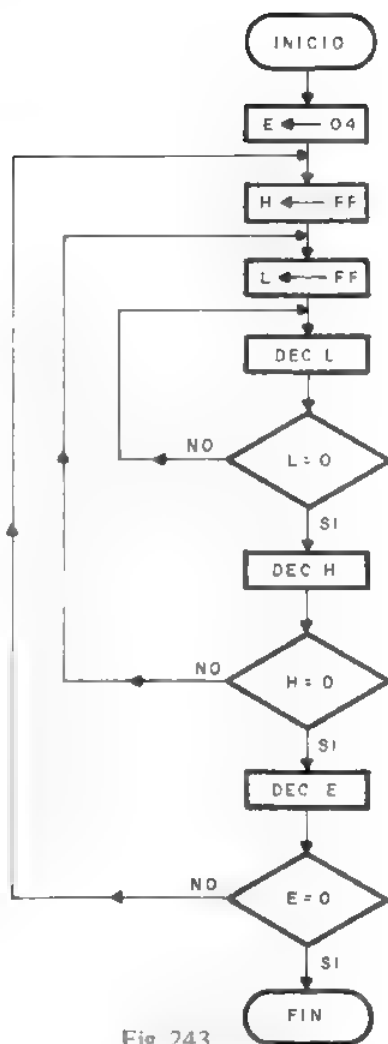 INICIO
E ← 04
H ← FF
L ← FF
DEC L
NO
L = 0
SI
DEC H
NO
H = 0
SI
DEC E
NO
E = 0
SI
FIN
Fig. 243